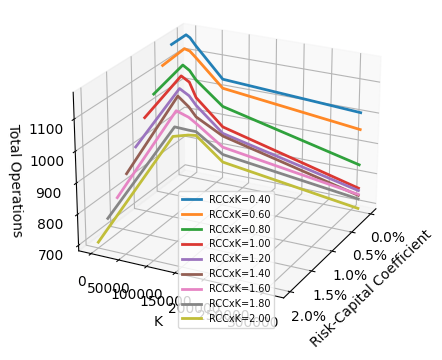 1100
1000
900
800
700
Total Operations
0
50000
100000
150000
K
0.0%
0.5%
1.0%
1.5%
2.0%
Risk-Capital Coefficient
RCCxK=0.40
RCCxK=0.60
RCCxK=0.80
RCCxK=1.00
RCCxK=1.20
RCCxK=1.40
RCCxK=1.60
RCCxK=1.80
RCCxK=2.00